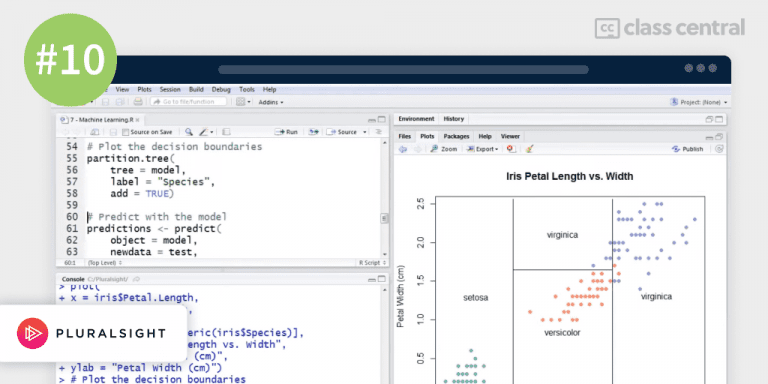 #10
class central
View Plots Session Build Debug Tools Help
Go to file/function Addins Project: (None)
7 - Machine Learning.R
Source on Save Run Source
54 # Plot the decision boundaries
55 partition.tree(
56 tree = model,
57 label = "Species",
58 add = TRUE)
59
60 # Predict with the model
61 predictions <- predict(
62 object = model,
63 newdata = test,
60:1 (Top Level) R Script
Console C:/Pluralsight/
> plot(
+ x = iris$Petal.Length,
eric(iris$Species)],
ength vs. Width",
(cm)",
+ ylab = "Petal Width (cm)")
> # Plot the decision boundaries
PLURALSIGHT
Environment History
Files Plots Packages Help Viewer
Zoom Export Publish
Iris Petal Length vs. Width
Petal Width (cm)
2.5
2.0
1.5
1.0
0.5
virginica
setosa
virginica
versicolor